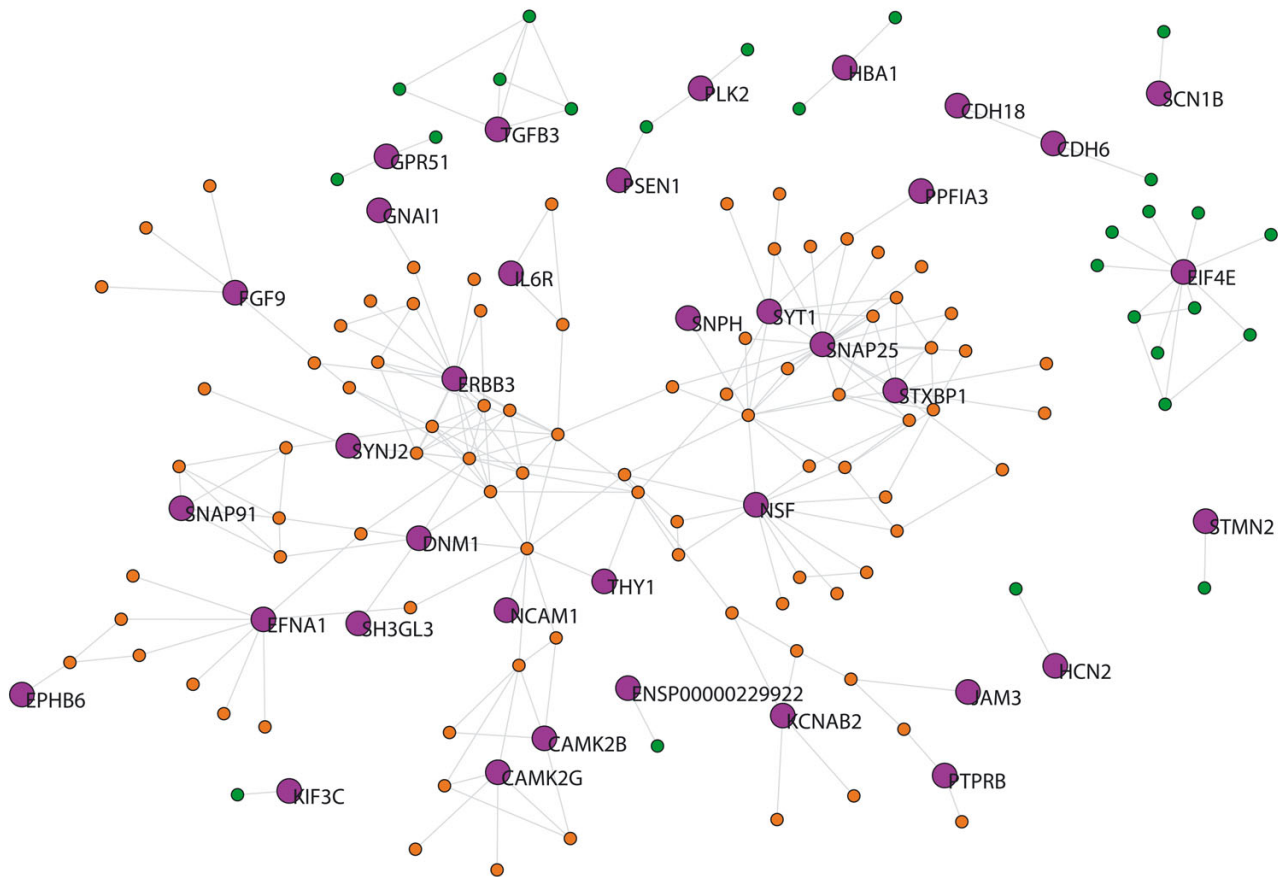 HBA1
PLK2
SCN1B
CDH18
TGFB3
CDH6
GPR51
PSEN1
PPFIA3
GNAI1
IL6R
EIF4E
FGF9
SNPH
SYT1
SNAP25
ERBB3
STXBP1
SYNJ2
SNAP91
NSF
STMN2
DNM1
THY1
NCAM1
EFNA1
SH3GL3
HCN2
EPHB6
ENSP00000229922
JAM3
KCNAB2
CAMK2B
CAMK2G
PTPRB
KIF3C